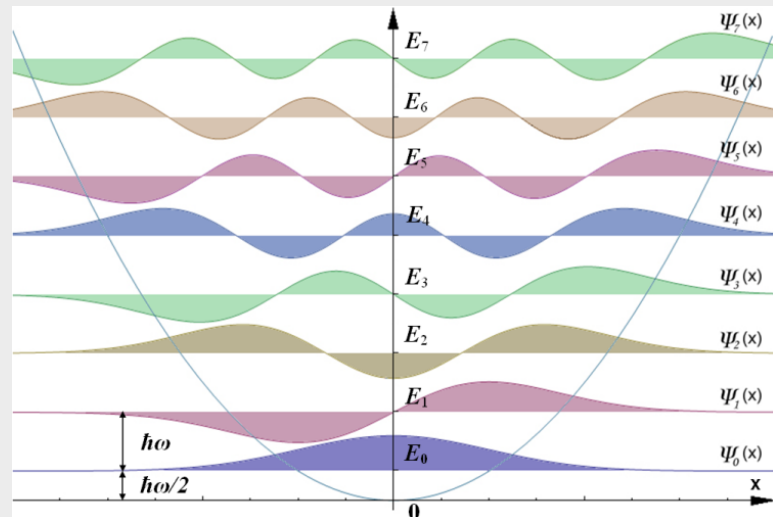 E₇ Ψ₇(x)
E₆ Ψ₆(x)
E₅ Ψ₅(x)
E₄ Ψ₄(x)
E₃ Ψ₃(x)
E₂ Ψ₂(x)
E₁ Ψ₁(x)
ħω
E₀ Ψ₀(x)
ħω/2 x
0